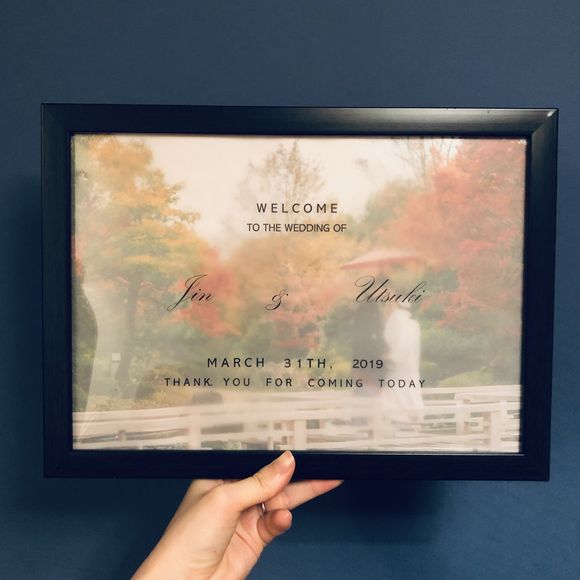 WELCOME
TO THE WEDDING OF
Jin & Utsuki
MARCH 31TH, 2019
THANK YOU FOR COMING TODAY